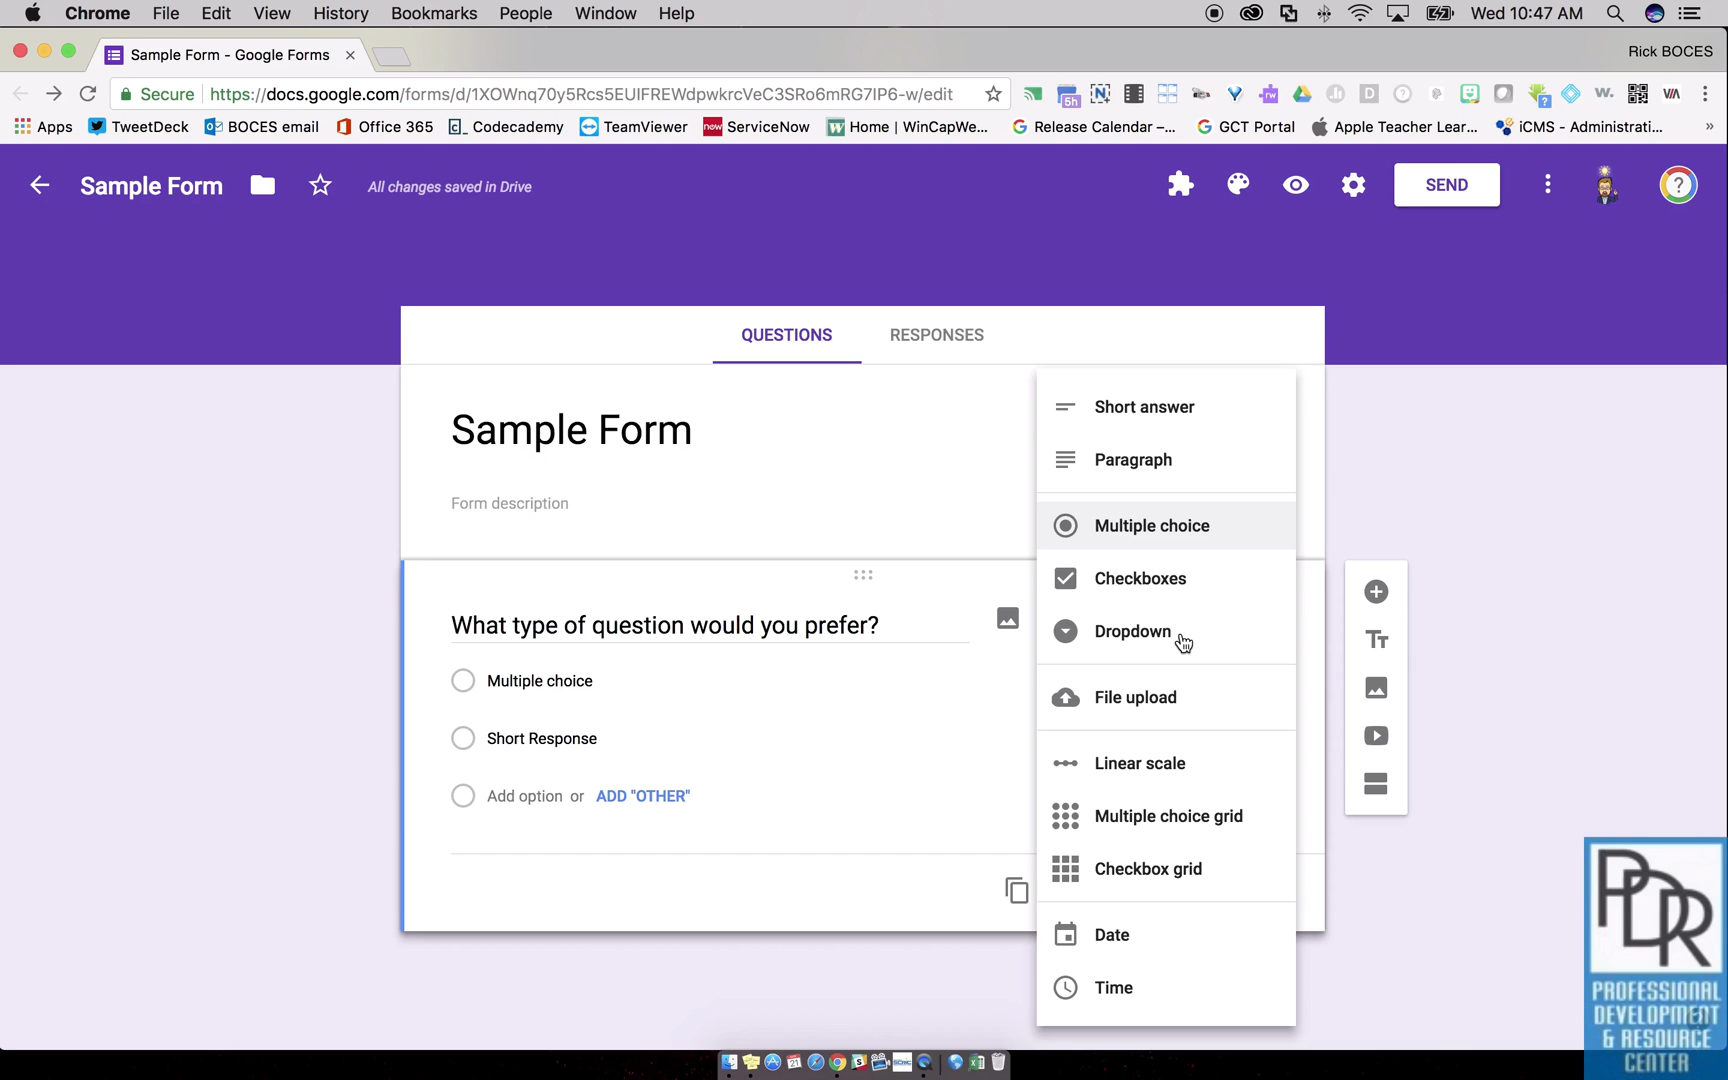 Chrome File Edit View History Bookmarks People Window Help Wed 10:47 AM
Sample Form - Google Forms Rick BOCES
Secure https://docs.google.com/forms/d/1XOWnq70y5Rcs5EUIFREWdpwkrcVeC3SRo6mRG7IP6-w/edit
5h
Apps TweetDeck BOCES email Office 365 Codecademy TeamViewer ServiceNow Home | WinCapWe... Release Calendar –... GCT Portal Apple Teacher Lear... iCMS - Administrati... »
Sample Form All changes saved in Drive SEND
QUESTIONS RESPONSES
Sample Form
Form description
What type of question would you prefer?
Multiple choice
Short Response
Add option or ADD "OTHER"
Short answer
Paragraph
Multiple choice
Checkboxes
Dropdown
File upload
Linear scale
Multiple choice grid
Checkbox grid
Date
Time
Tт
PDR
PROFESSIONAL
DEVELOPMENT
& RESOURCE
CENTER